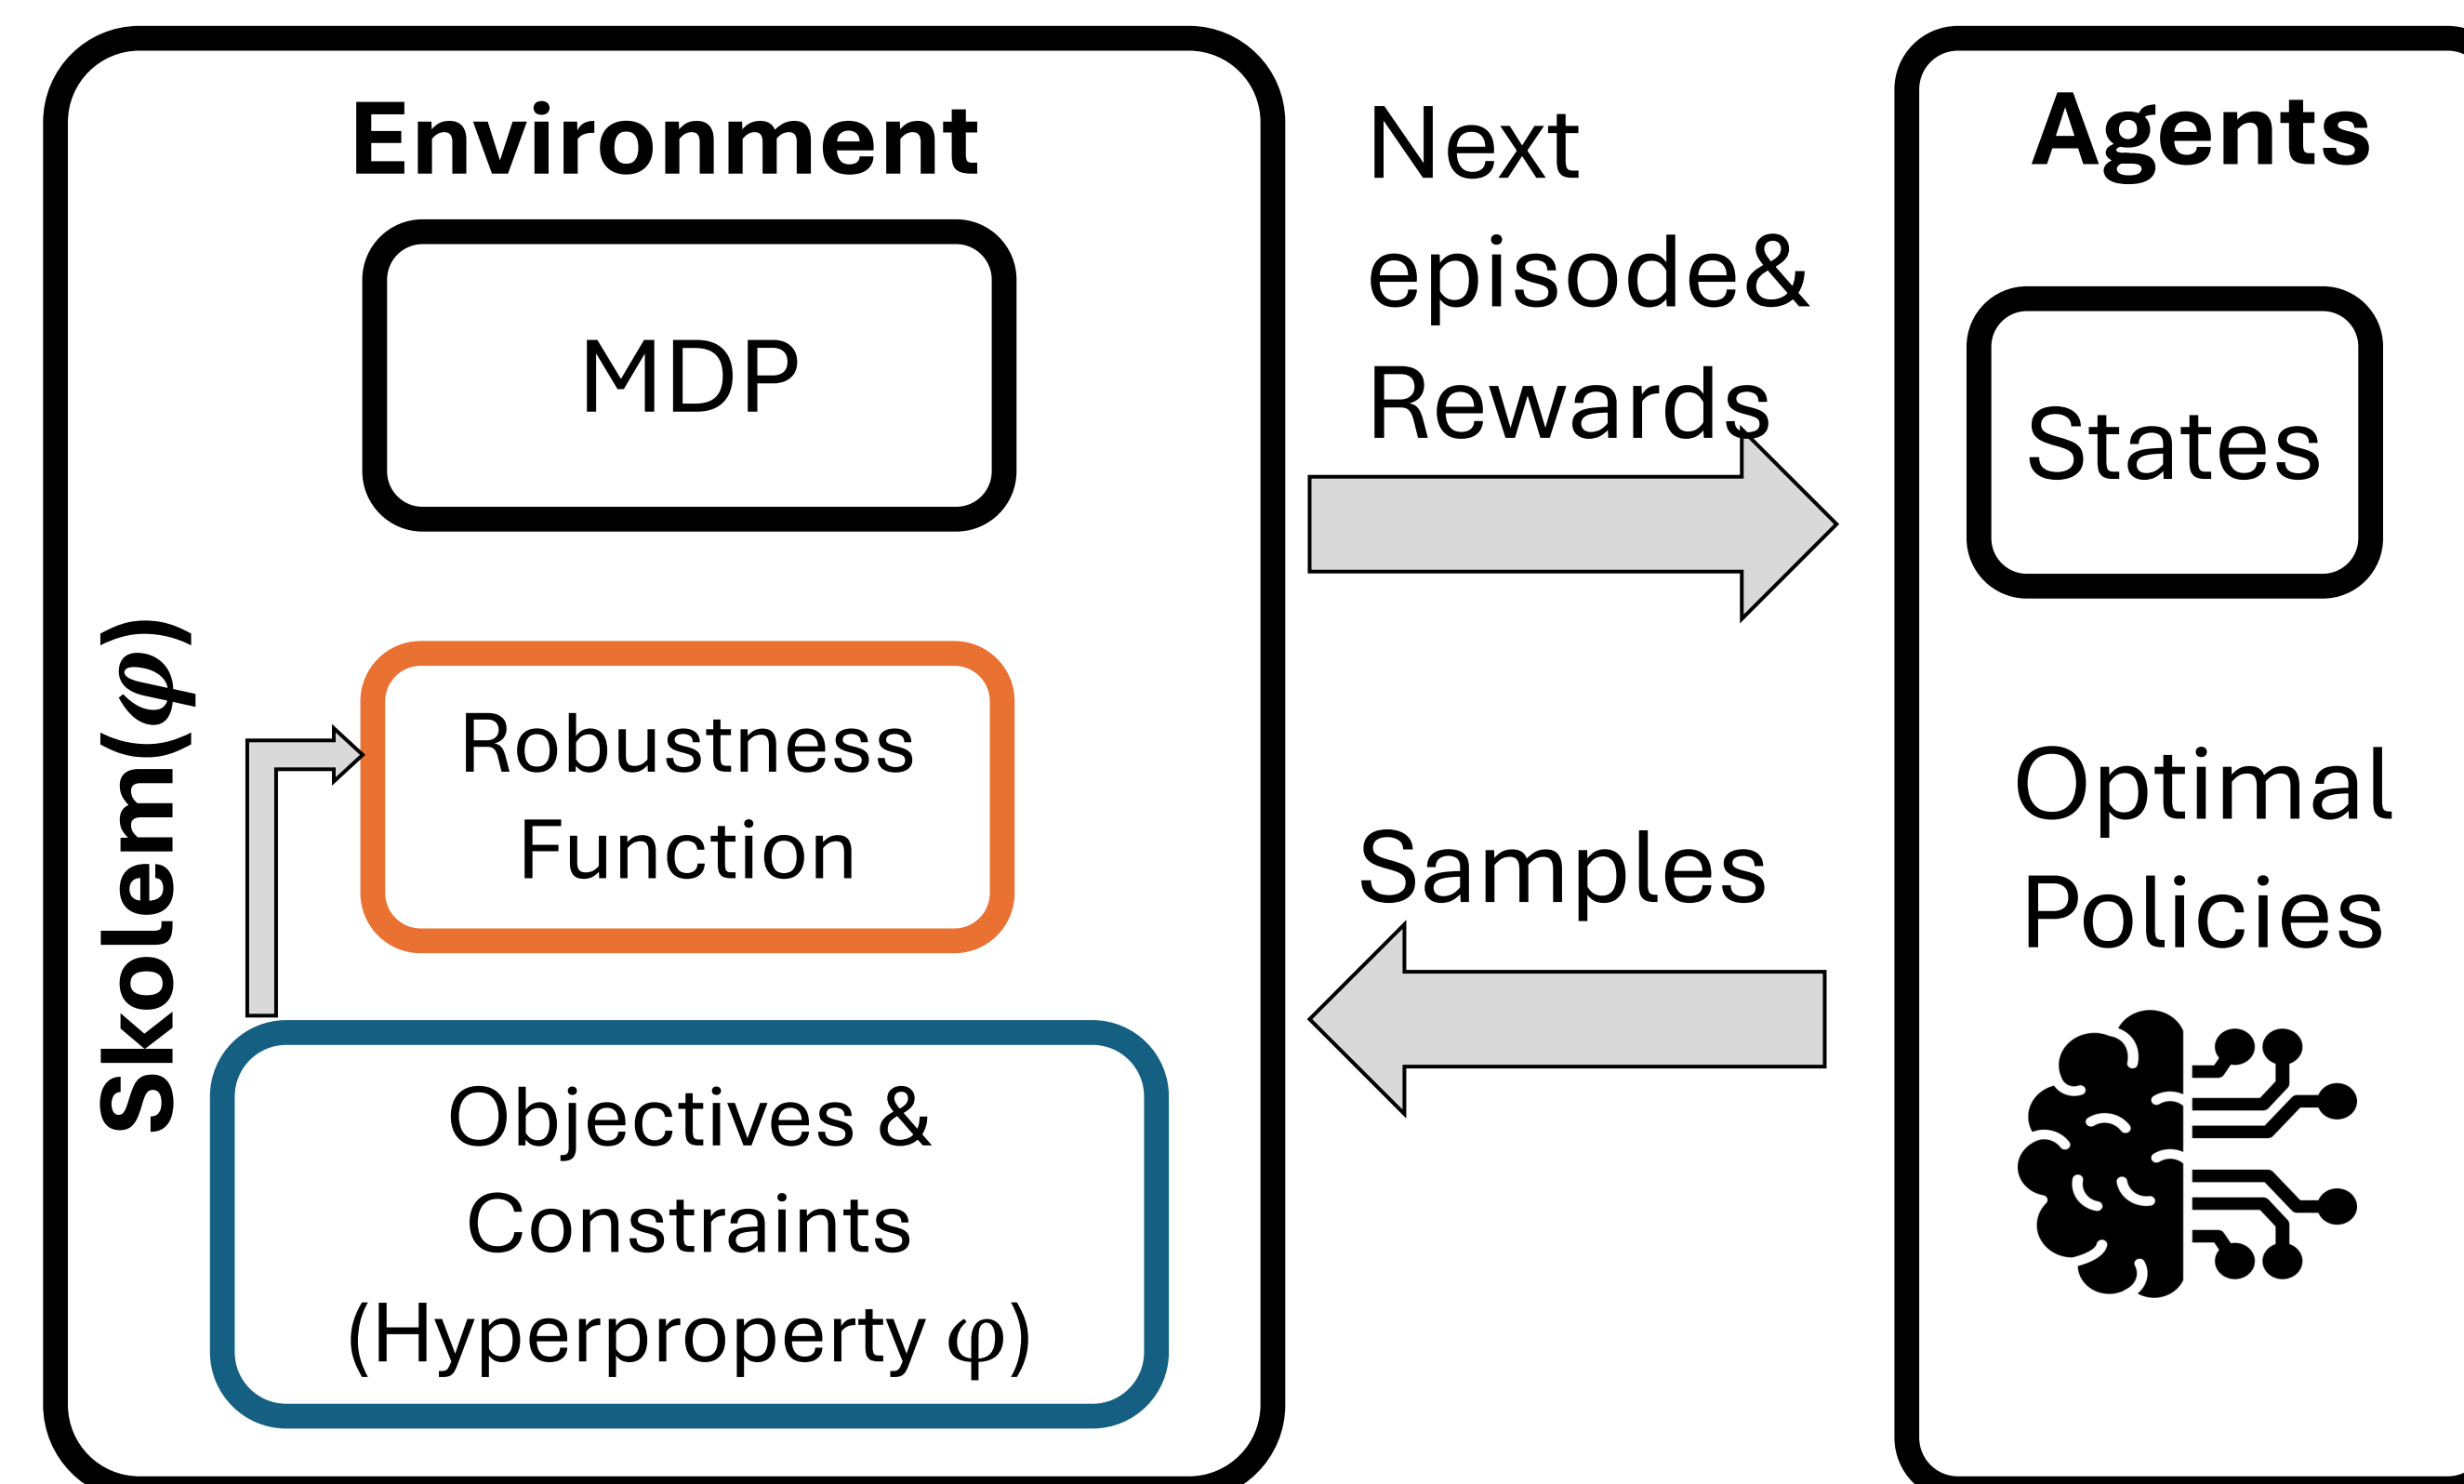 Environment
MDP
Skolem(φ)
Robustness
Function
Objectives &
Constraints
(Hyperproperty φ)
Next
episode&
Rewards
Samples
Agents
States
Optimal
Policies